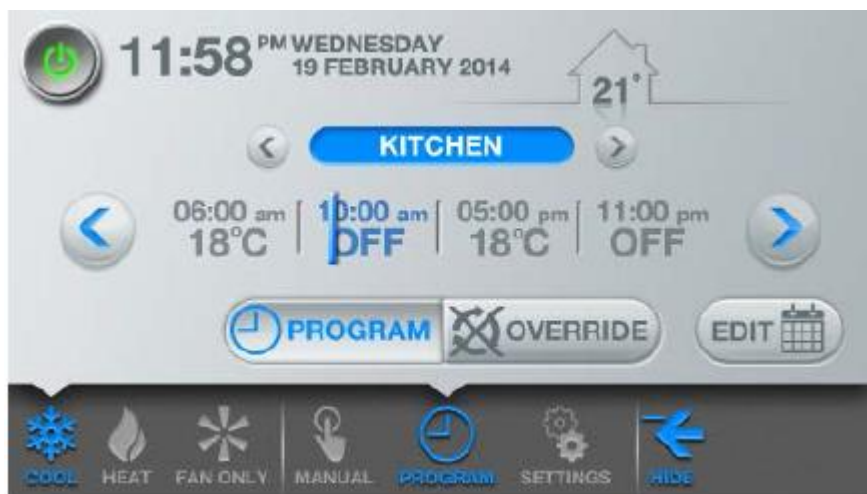 11:58 PM WEDNESDAY
19 FEBRUARY 2014
21°
KITCHEN
06:00 am 10:00 am 05:00 pm 11:00 pm
18°C OFF 18°C OFF
PROGRAM OVERRIDE EDIT
COOL HEAT FAN ONLY MANUAL PROGRAM SETTINGS HIDE